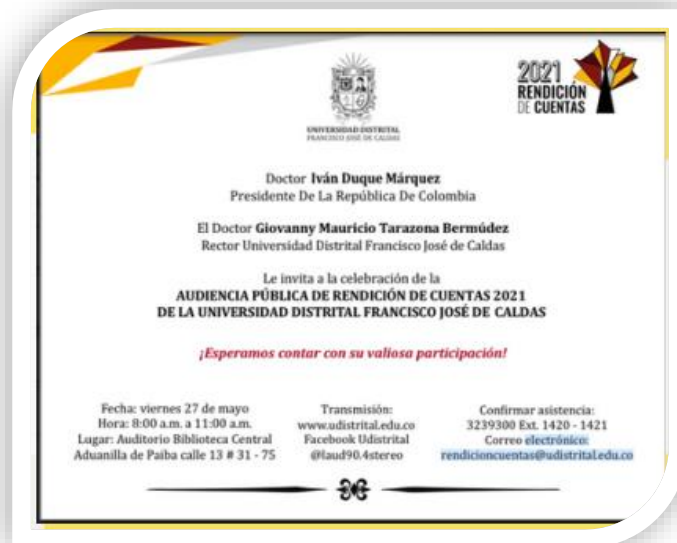 UNIVERSIDAD DISTRITAL
FRANCISCO JOSÉ DE CALDAS
2021
RENDICIÓN
DE CUENTAS
Doctor Iván Duque Márquez
Presidente De La República De Colombia
El Doctor Giovanny Mauricio Tarazona Bermúdez
Rector Universidad Distrital Francisco José de Caldas
Le invita a la celebración de la
AUDIENCIA PÚBLICA DE RENDICIÓN DE CUENTAS 2021
DE LA UNIVERSIDAD DISTRITAL FRANCISCO JOSÉ DE CALDAS
¡Esperamos contar con su valiosa participación!
Fecha: viernes 27 de mayo
Hora: 8:00 a.m. a 11:00 a.m.
Lugar: Auditorio Biblioteca Central
Aduanilla de Paiba calle 13 # 31 - 75
Transmisión:
www.udistrital.edu.co
Facebook Udistrital
@laud90.4stereo
Confirmar asistencia:
3239300 Ext. 1420 - 1421
Correo electrónico:
rendicioncuentas@udistrital.edu.co